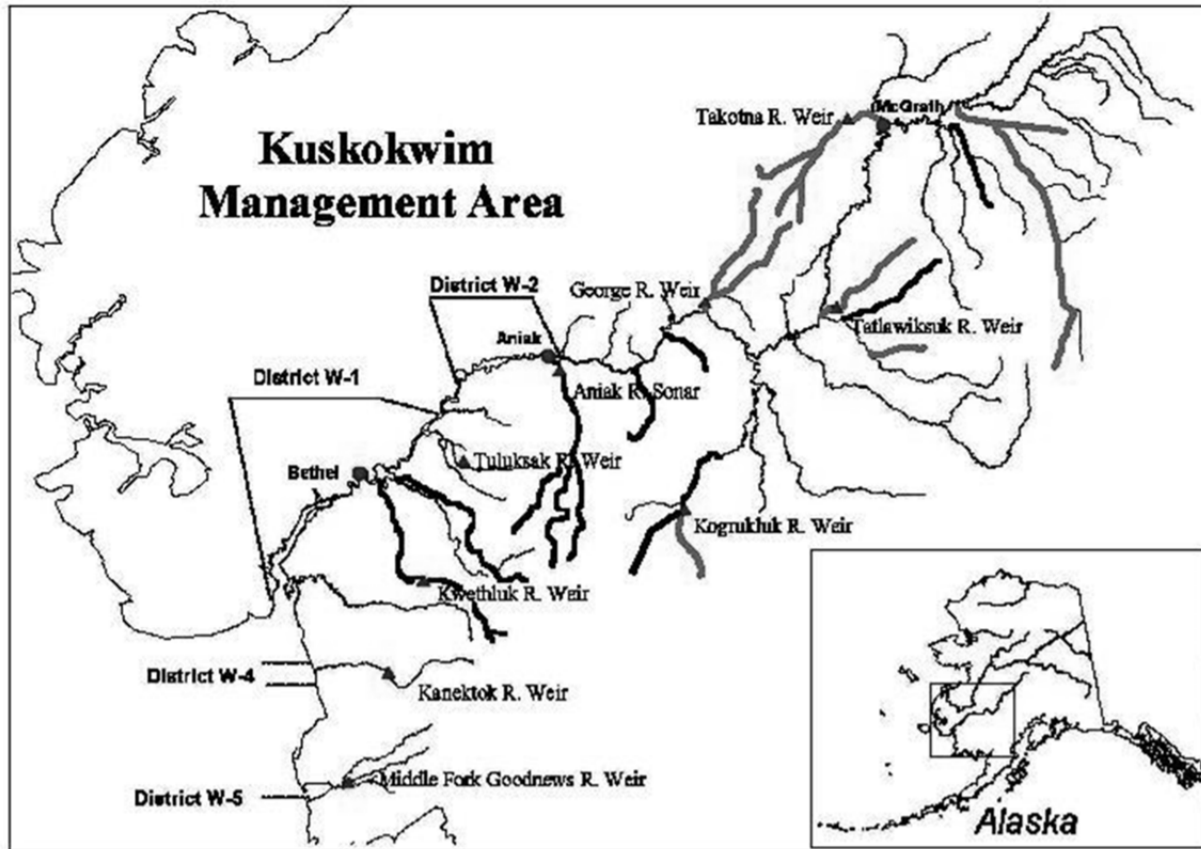 Kuskokwim
Management Area
Takotna R. Weir
McGrath
District W-2
George R. Weir
Tatlawiksuk R. Weir
Aniak
District W-1
Aniak R. Sonar
Tuluksak R. Weir
Bethel
Kogrukluk R. Weir
Kwethluk R. Weir
District W-4
Kanektok R. Weir
Middle Fork Goodnews R. Weir
District W-5
Alaska